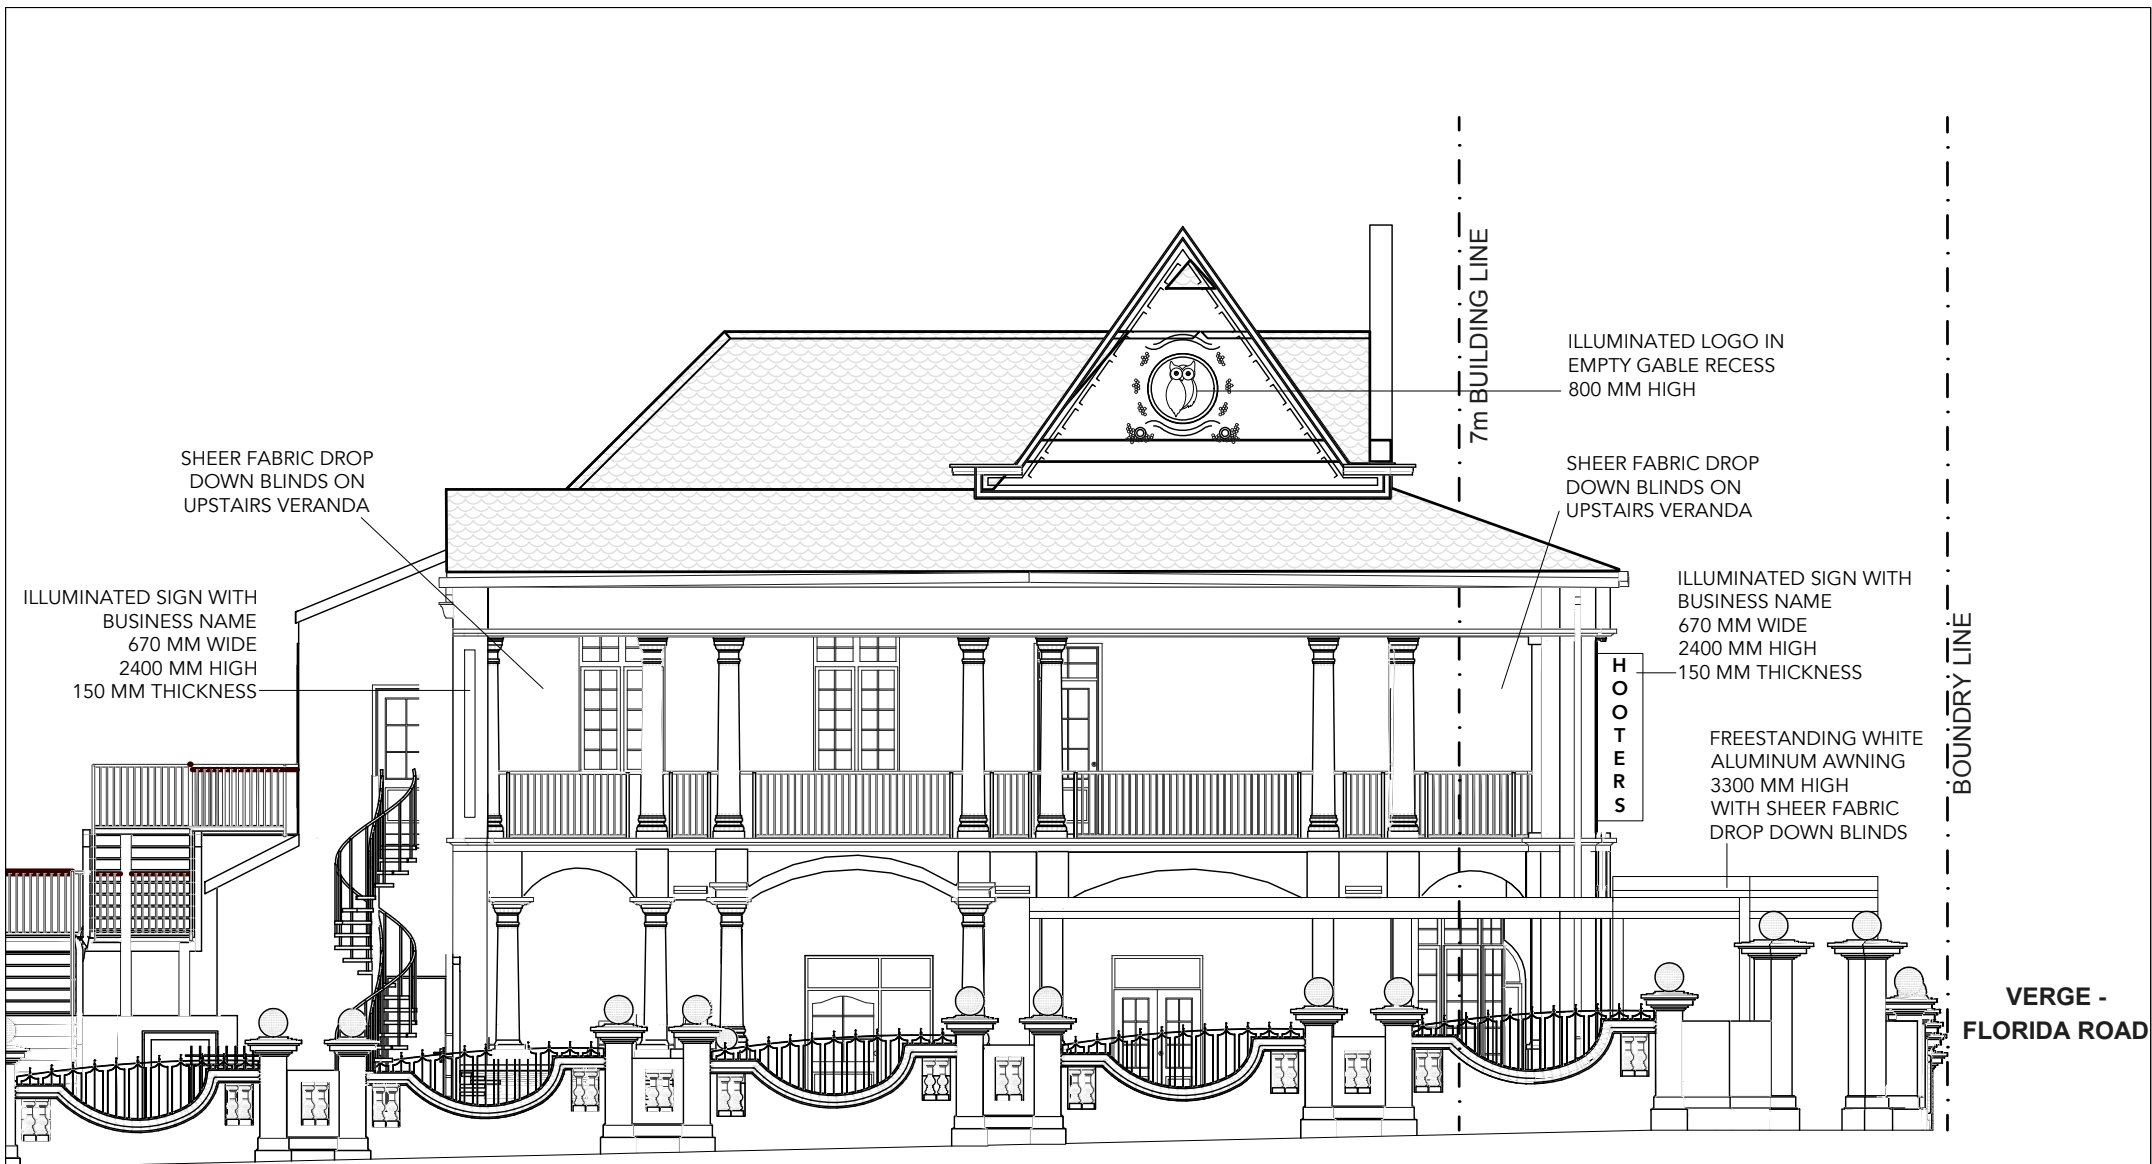 7m BUILDING LINE
ILLUMINATED LOGO IN
EMPTY GABLE RECESS
800 MM HIGH
SHEER FABRIC DROP
DOWN BLINDS ON
UPSTAIRS VERANDA
SHEER FABRIC DROP
DOWN BLINDS ON
UPSTAIRS VERANDA
ILLUMINATED SIGN WITH
BUSINESS NAME
670 MM WIDE
2400 MM HIGH
150 MM THICKNESS
HOOTERS
ILLUMINATED SIGN WITH
BUSINESS NAME
670 MM WIDE
2400 MM HIGH
150 MM THICKNESS
BOUNDRY LINE
FREESTANDING WHITE
ALUMINUM AWNING
3300 MM HIGH
WITH SHEER FABRIC
DROP DOWN BLINDS
VERGE -
FLORIDA ROAD